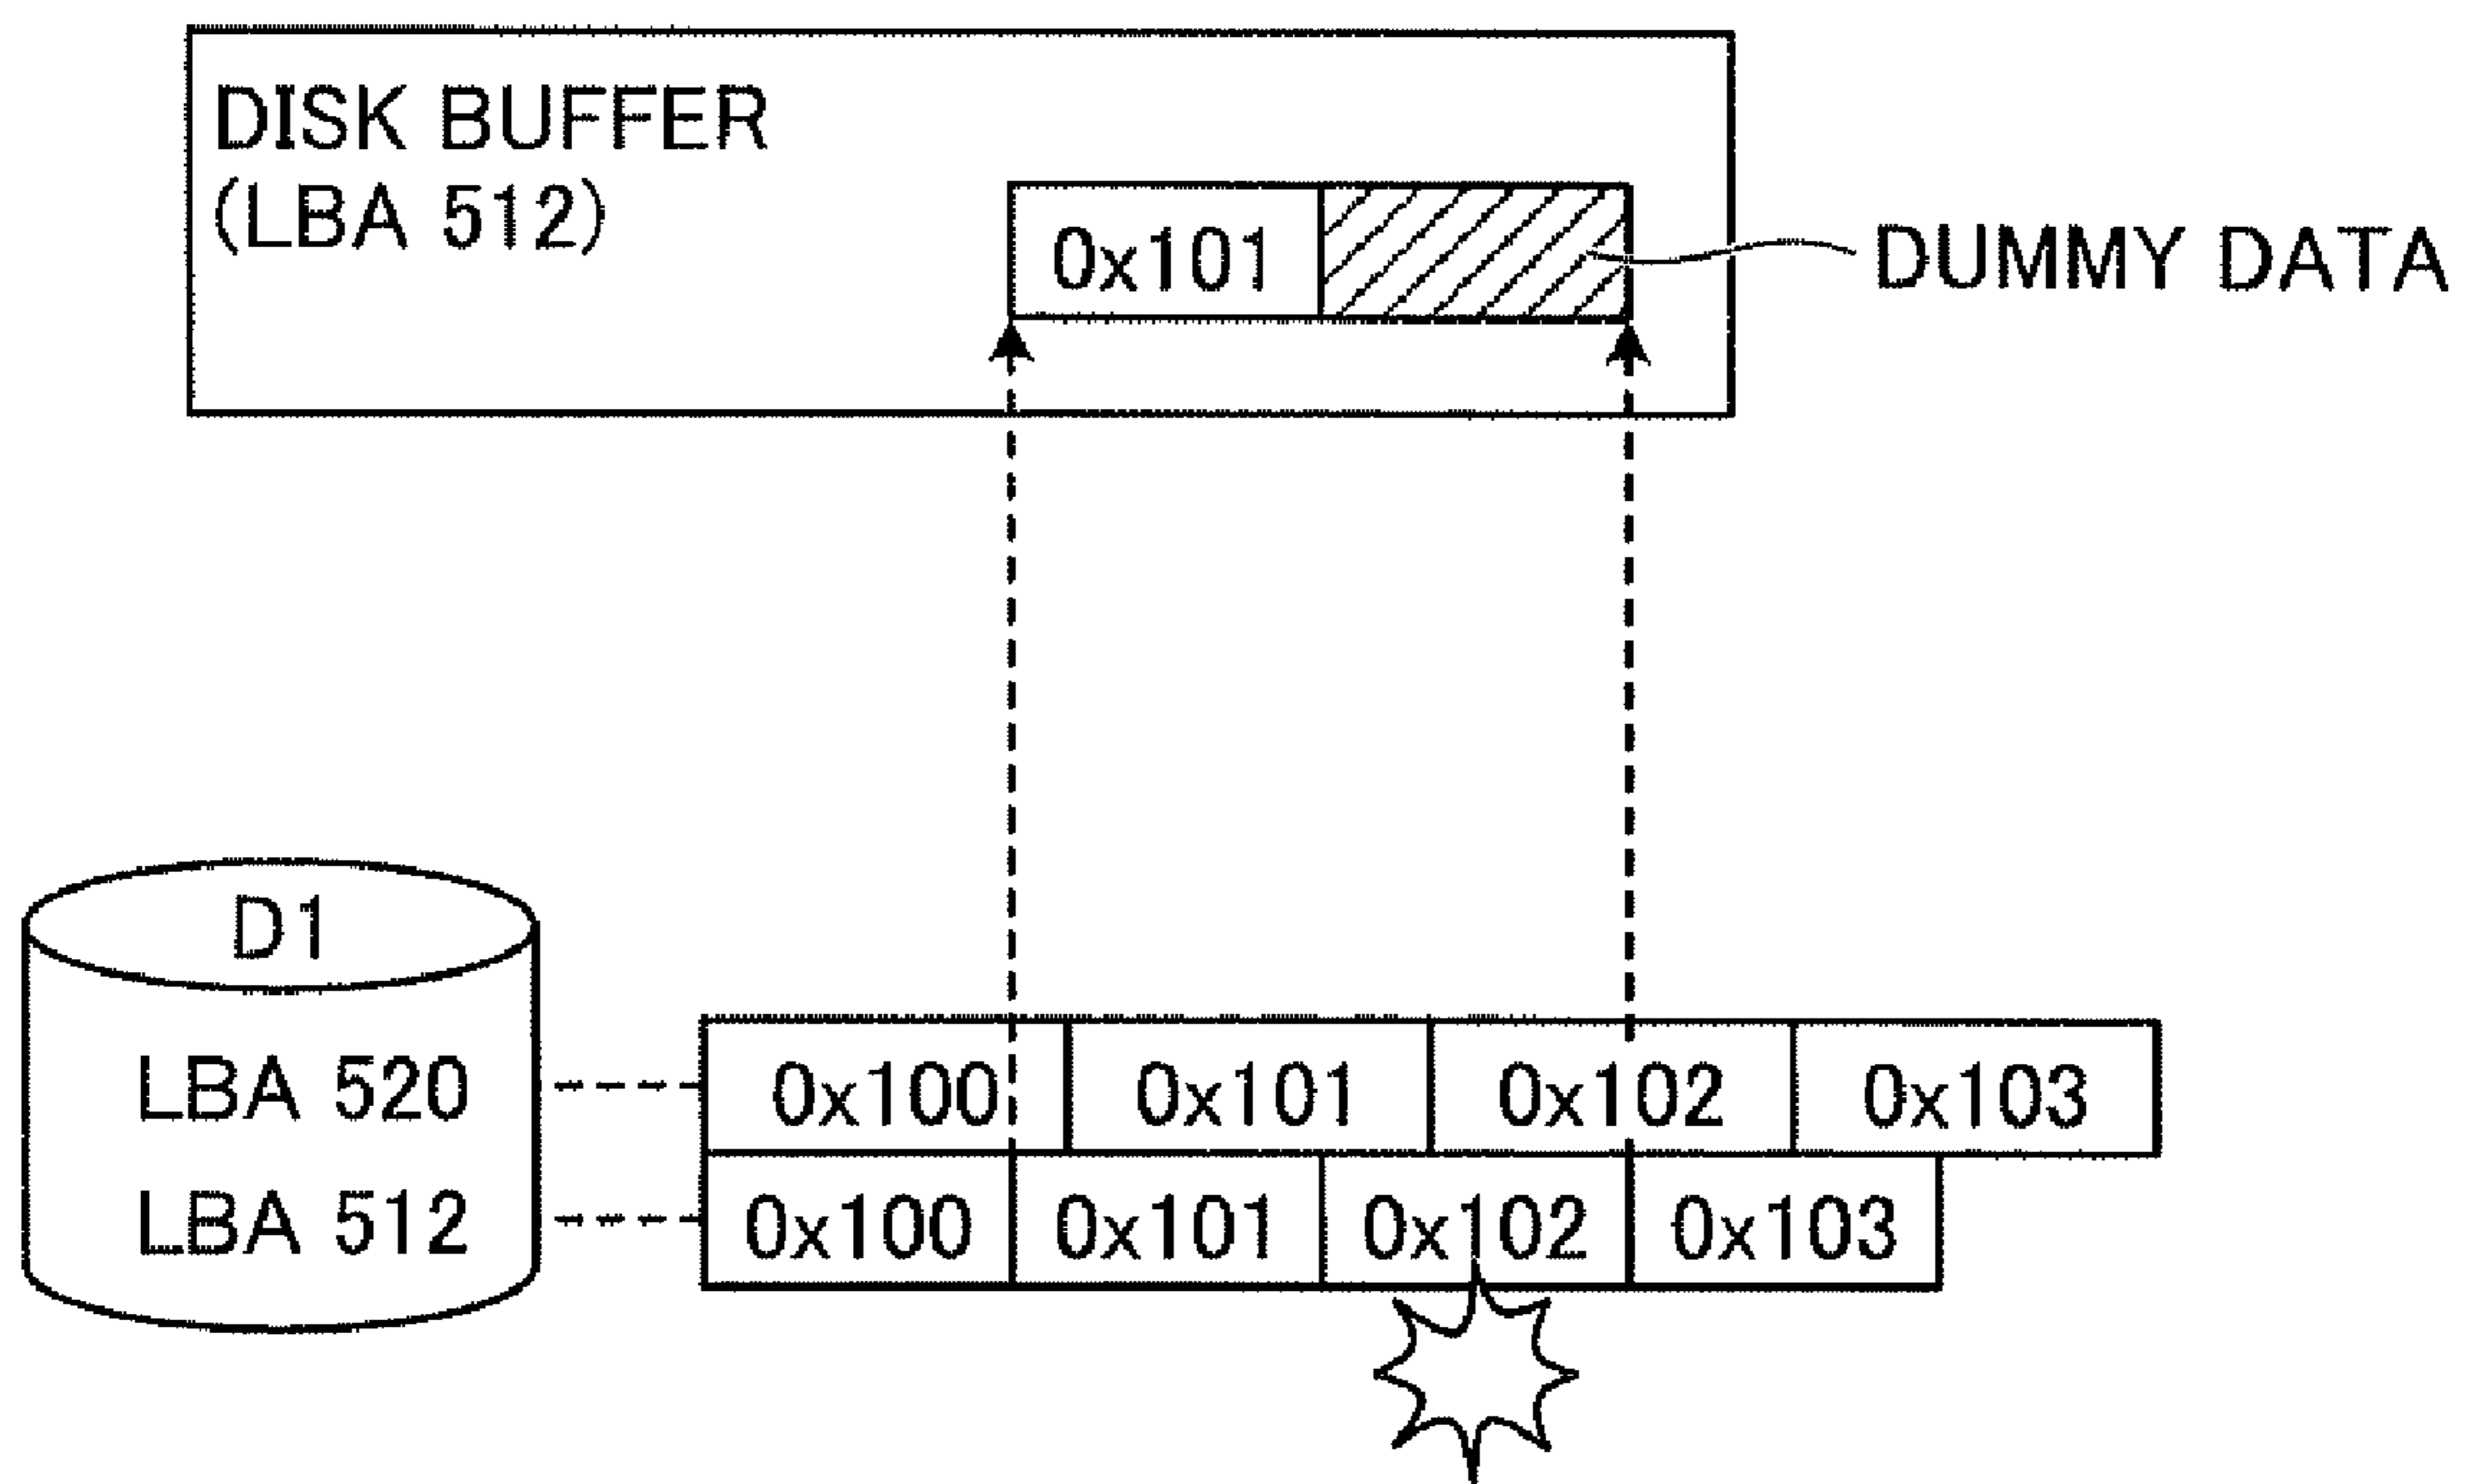 DISK BUFFER
(LBA 512)
0x101
DUMMY DATA
D1
LBA 520
0x100 0x101 0x102 0x103
LBA 512
0x100 0x101 0x102 0x103